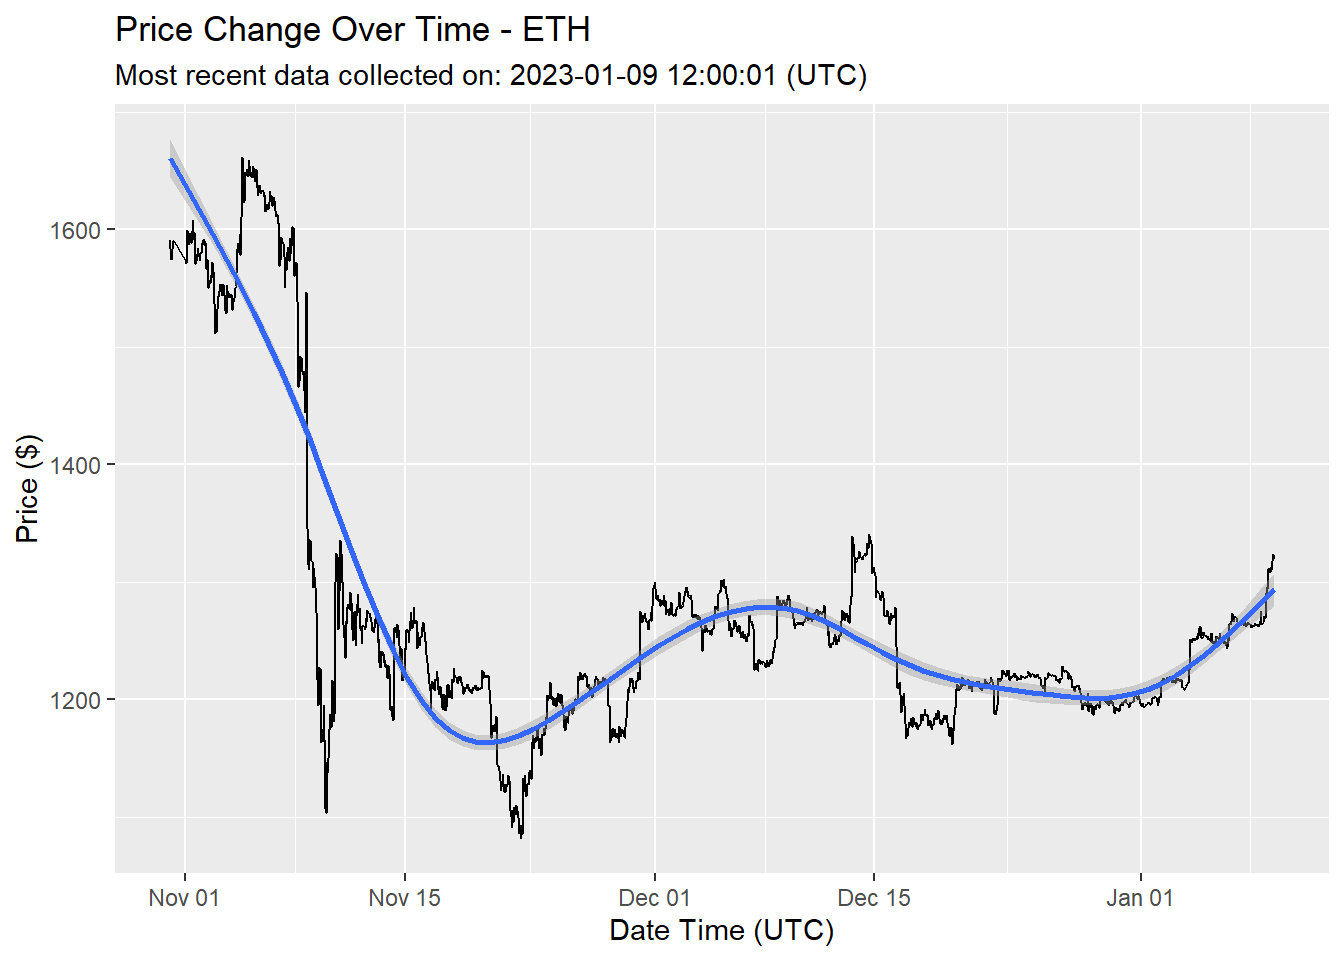 Price Change Over Time - ETH
Most recent data collected on: 2023-01-09 12:00:01 (UTC)
Price ($)
1600
1400
1200
Nov 01
Nov 15
Dec 01
Dec 15
Jan 01
Date Time (UTC)